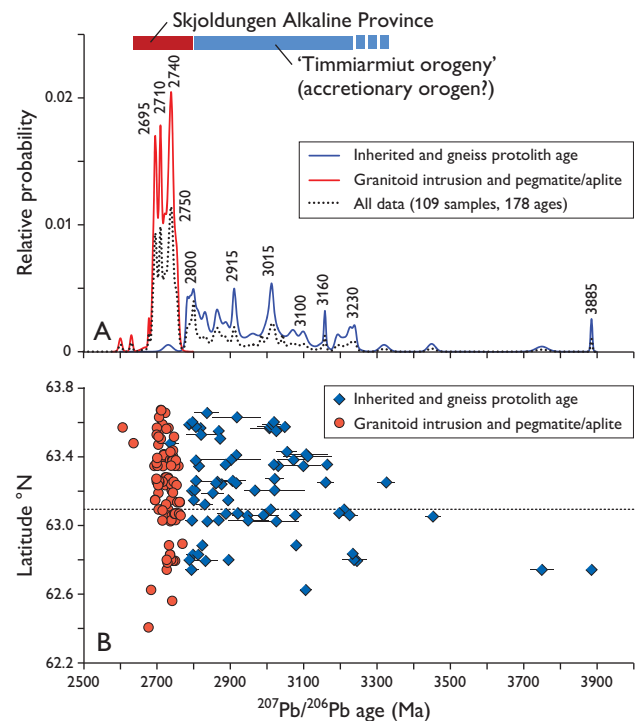 Skjoldungen Alkaline Province
'Timmiarmiut orogeny'
(accretionary orogen?)
0.02
0.01
0
Relative probability
2695
2710
2740
2750
2800
2915
3015
3100
3160
3230
3885
Inherited and gneiss protolith age
Granitoid intrusion and pegmatite/aplite
All data (109 samples, 178 ages)
A
63.8
63.4
63.0
62.6
62.2
Latitude °N
Inherited and gneiss protolith age
Granitoid intrusion and pegmatite/aplite
B
2500 2700 2900 3100 3300 3500 3700 3900
²⁰⁷Pb/²⁰⁶Pb age (Ma)